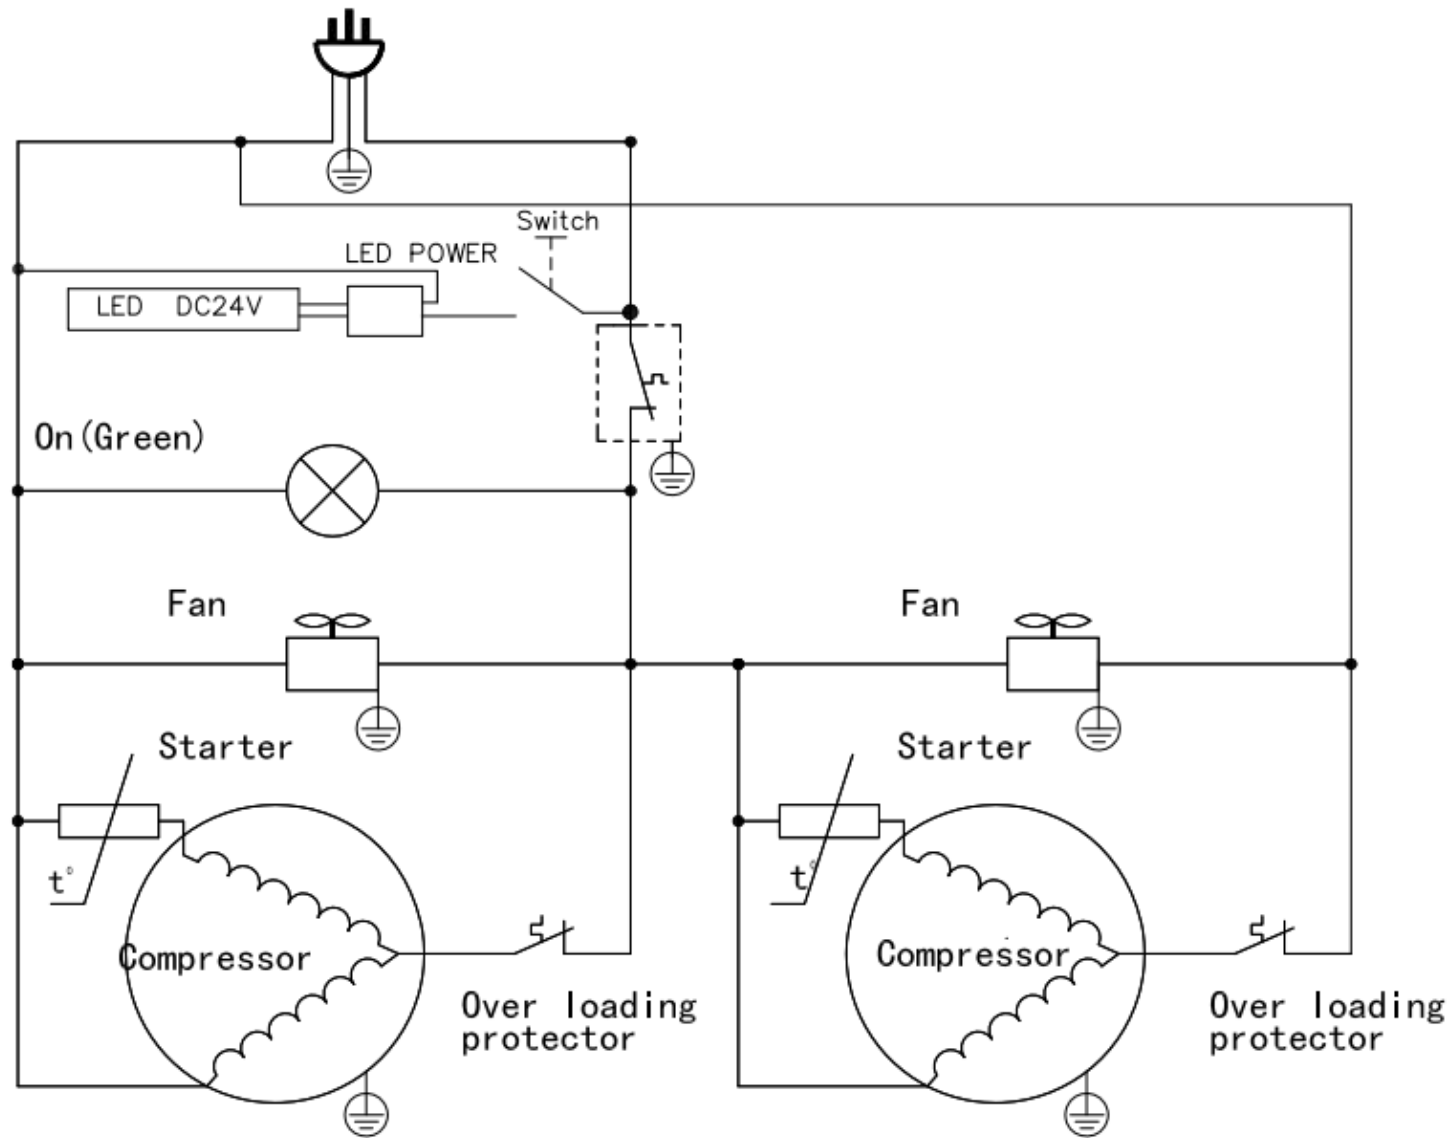 Switch
LED POWER
LED DC24V
On(Green)
Fan
Fan
Starter
Starter
t°
t°
Compressor
Compressor
Over loading
protector
Over loading
protector